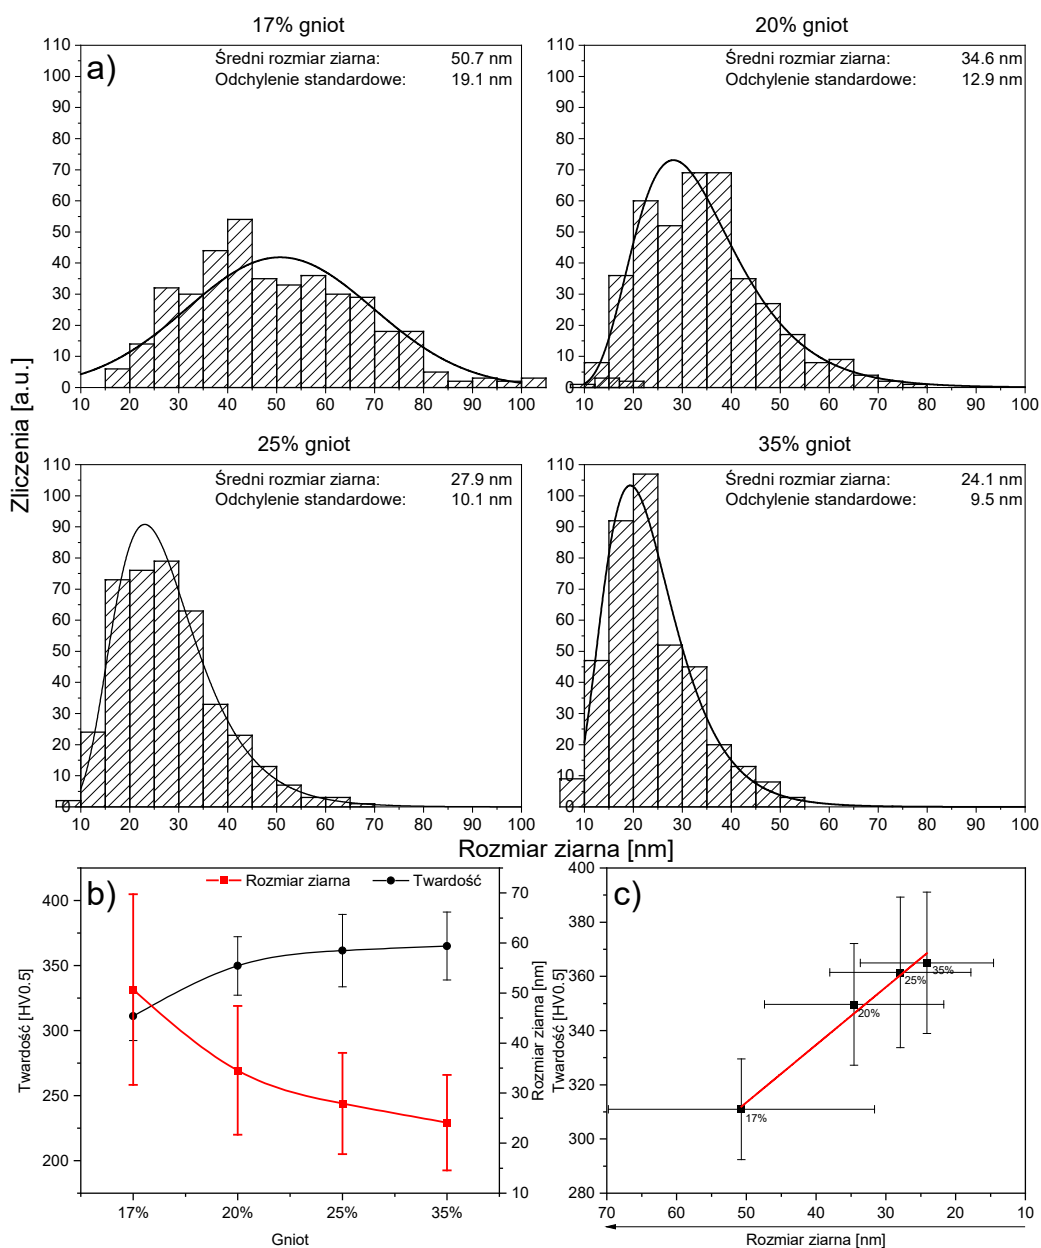 17% gniot
a)
Średni rozmiar ziarna: 50.7 nm
Odchylenie standardowe: 19.1 nm
110
100
90
80
70
60
50
40
30
20
10
0
10 20 30 40 50 60 70 80 90 100
20% gniot
Średni rozmiar ziarna: 34.6 nm
Odchylenie standardowe: 12.9 nm
110
100
90
80
70
60
50
40
30
20
10
0
10 20 30 40 50 60 70 80 90 100
Zliczenia [a.u.]
25% gniot
Średni rozmiar ziarna: 27.9 nm
Odchylenie standardowe: 10.1 nm
110
100
90
80
70
60
50
40
30
20
10
0
10 20 30 40 50 60 70 80 90 100
35% gniot
Średni rozmiar ziarna: 24.1 nm
Odchylenie standardowe: 9.5 nm
110
100
90
80
70
60
50
40
30
20
10
0
10 20 30 40 50 60 70 80 90 100
Rozmiar ziarna [nm]
b)
Rozmiar ziarna Twardość
400
350
300
250
200
Twardość [HV0.5]
70
60
50
40
30
20
10
Rozmiar ziarna [nm]
17% 20% 25% 35%
Gniot
c)
400
380
360
340
320
300
280
Twardość [HV0.5]
35%
25%
20%
17%
70 60 50 40 30 20 10
Rozmiar ziarna [nm]